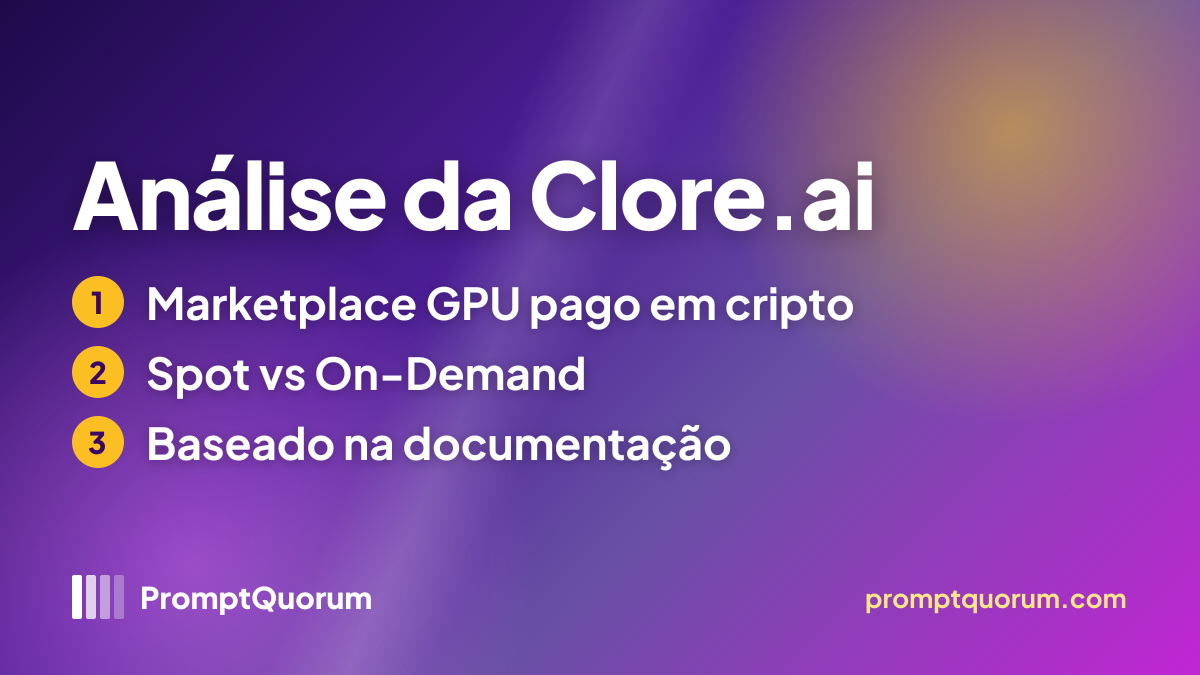 Análise da Clore.ai
1 Marketplace GPU pago em cripto
2 Spot vs On-Demand
3 Baseado na documentação
PromptQuorum
promptquorum.com